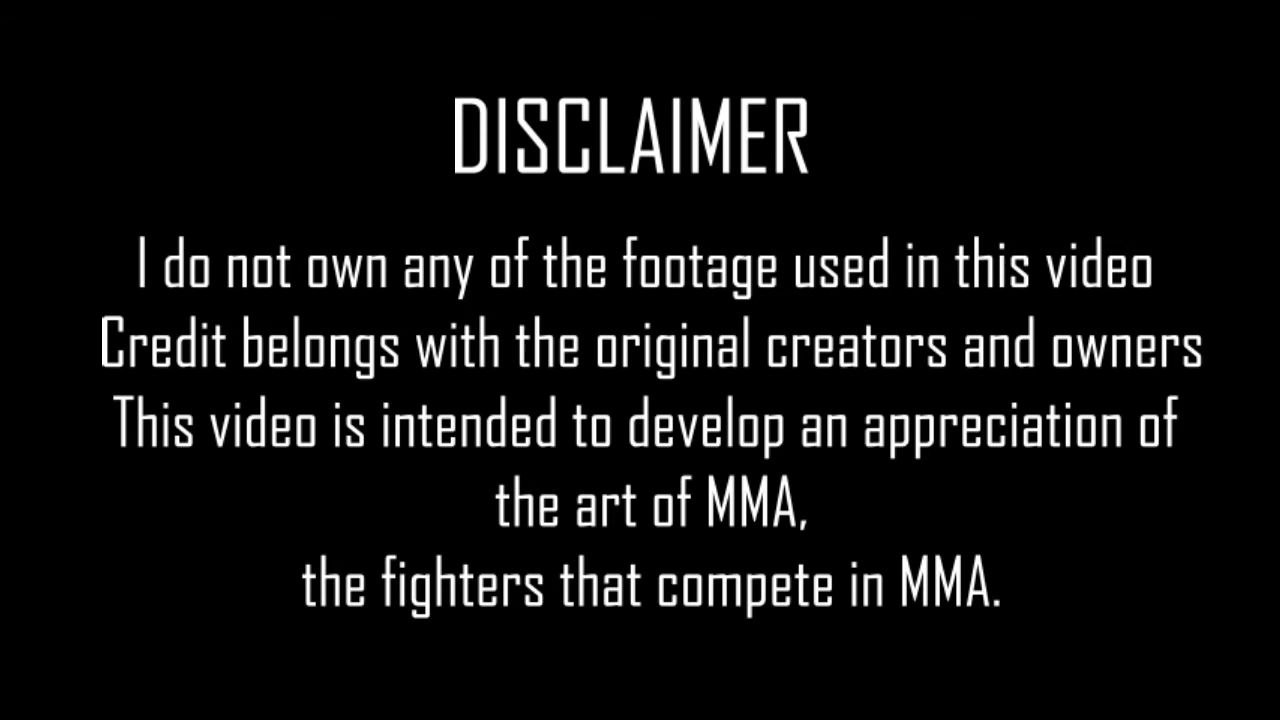 DISCLAIMER
I do not own any of the footage used in this video
Credit belongs with the original creators and owners
This video is intended to develop an appreciation of
the art of MMA,
the fighters that compete in MMA.